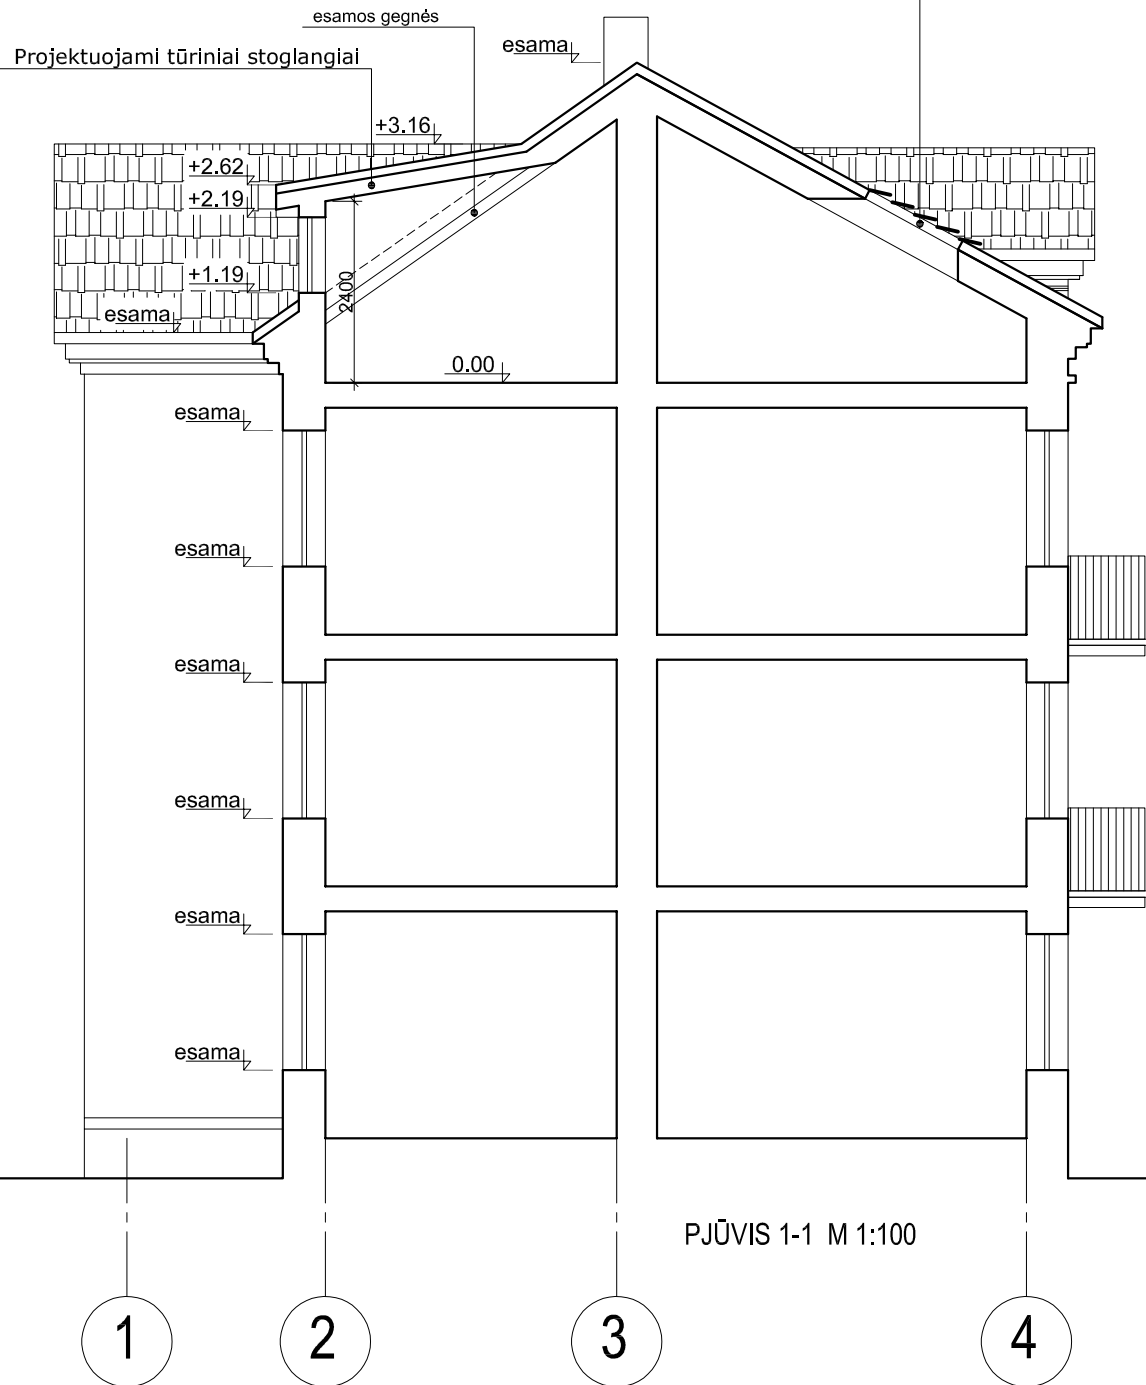 esamos gegnės
esama
Projektuojami tūriniai stoglangiai
+3.16
+2.62
+2.19
+1.19
2400
esama
0.00
esama
esama
esama
esama
esama
esama
PJŪVIS 1-1 M 1:100
1
2
3
4